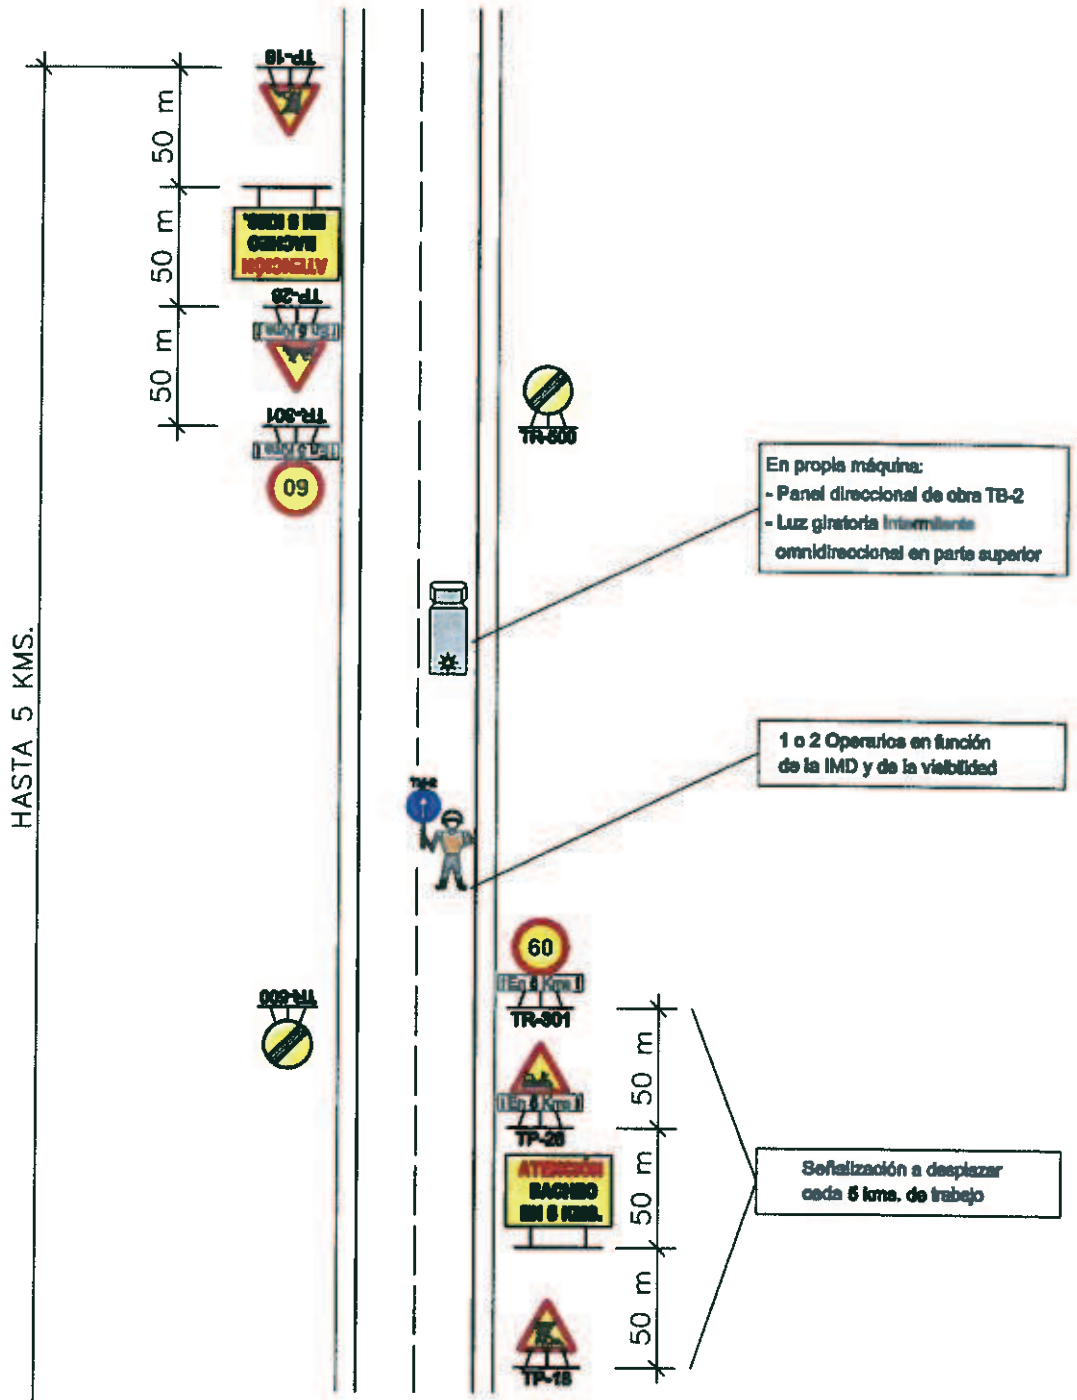 TP-18
50 m
ATENCIÓN
BACHEO
EN 5 KMS.
50 m
TP-28
! En 5 Kms !
50 m
TR-301
! En 5 Kms !
60
TR-500
En propia máquina:
- Panel direccional de obra TB-2
- Luz giratoria intermitente
omnidireccional en parte superior
HASTA 5 KMS.
1 o 2 Operarios en función
de la IMD y de la visibilidad
60
! En 5 Kms !
TR-301
TR-500
50 m
! En 5 Kms !
TP-28
50 m
ATENCIÓN
BACHEO
EN 5 KMS.
Señalización a desplazar
cada 5 kms. de trabajo
50 m
TP-18